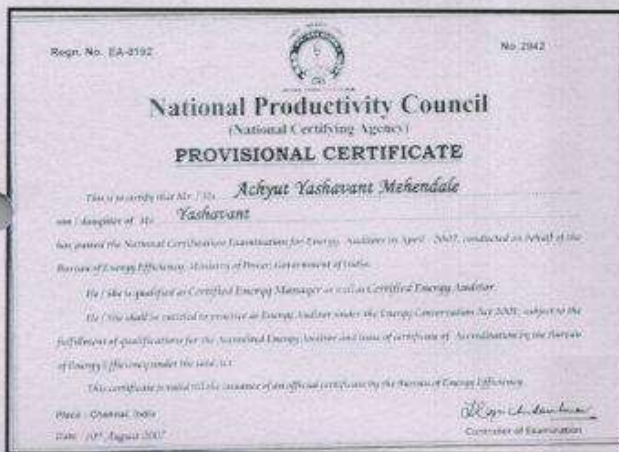 Regn. No. EA-8192
No. 2942
National Productivity Council
(National Certifying Agency)
PROVISIONAL CERTIFICATE
This is to certify that Mr. / Ms. Achyut Yashavant Mehendale
son / daughter of Mr. Yashavant
has passed the National Certification Examination for Energy Auditors in April - 2007, conducted on behalf of the
Bureau of Energy Efficiency, Ministry of Power, Government of India.
He / She is qualified as Certified Energy Manager as well as Certified Energy Auditor.
He / She shall be entitled to practice as Energy Auditor under the Energy Conservation Act 2001, subject to the
fulfillment of qualifications for the Accredited Energy Auditor and issue of certificate of Accreditation by the Bureau
of Energy Efficiency under the said Act.
This certificate is valid till the issuance of an official certificate by the Bureau of Energy Efficiency.
Place : Chennai, India
Controller of Examination
Date : 10th August 2007